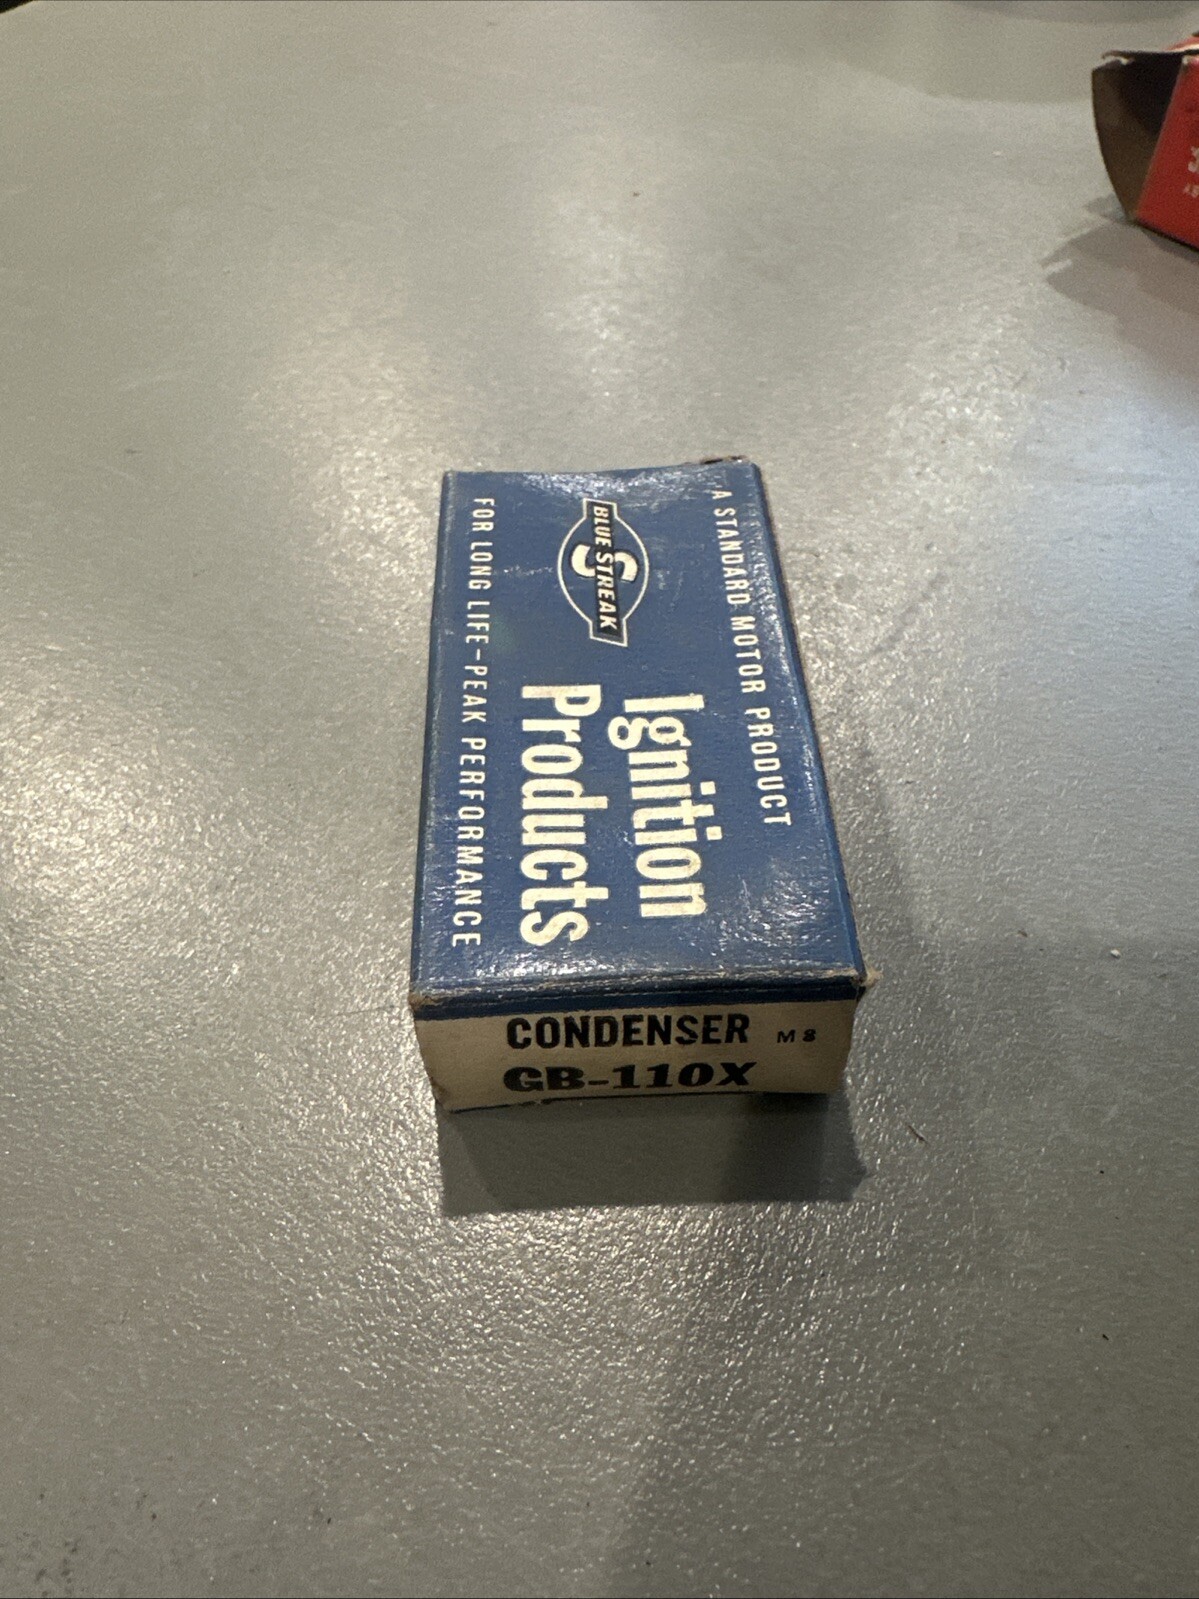 A STANDARD MOTOR PRODUCT
BLUE STREAK
S
Ignition
Products
FOR LONG LIFE-PEAK PERFORMANCE
CONDENSER M8
GB-110X